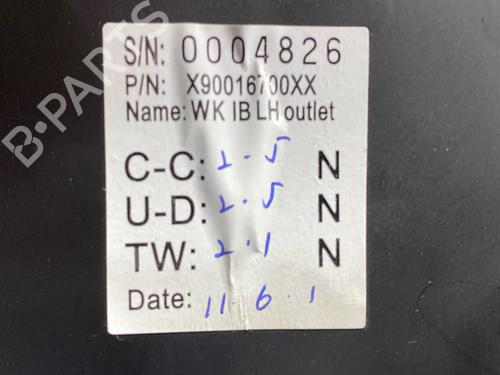 S/N: 0004826
P/N: X90016700XX
Name: WK IB LH outlet
C-C: 2.5 N
U-D: 2.5 N
TW: 2.1 N
Date: 11.6.1
B-PARTS